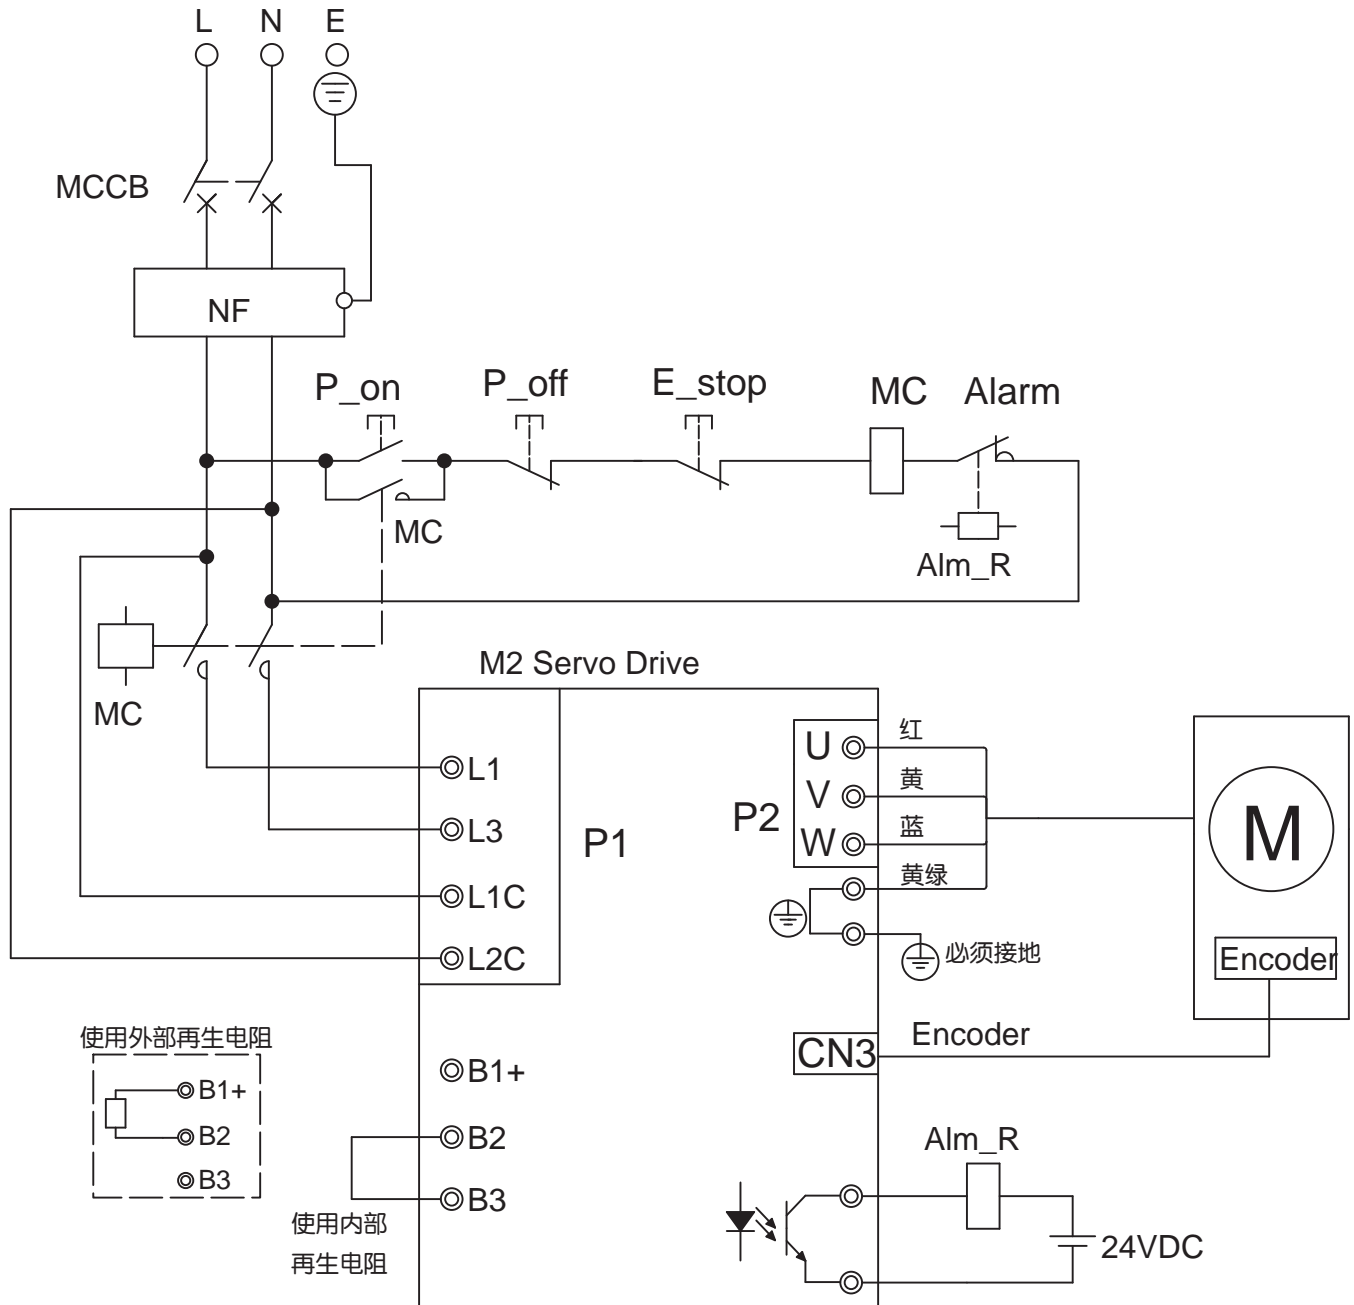 L N E
MCCB
NF
P_on P_off E_stop MC Alarm
MC
Alm_R
MC
M2 Servo Drive
L1
L3
L1C
L2C
P1
P2
U 红
V 黄
W 蓝
黄绿
必须接地
M
Encoder
CN3 Encoder
使用外部再生电阻
B1+
B2
B3
B1+
B2
B3
使用内部
再生电阻
Alm_R
24VDC